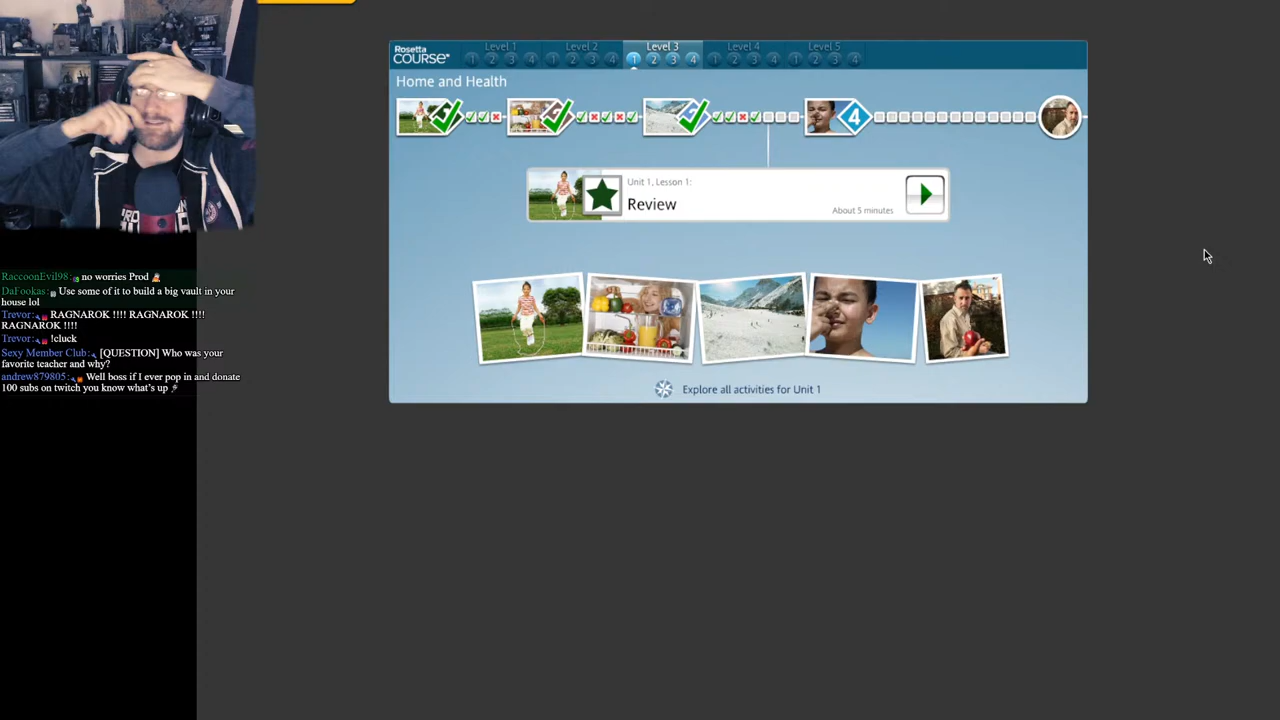 Rosetta
COURSE
Level 1
1 2 3 4
Level 2
1 2 3 4
Level 3
1 2 3 4
Level 4
1 2 3 4
Level 5
1 2 3 4
Home and Health
4
Unit 1, Lesson 1:
Review
About 5 minutes
Explore all activities for Unit 1
RaccoonEvil98: no worries Prod
DaFookas: Use some of it to build a big vault in your
house lol
Trevor: RAGNAROK !!!! RAGNAROK !!!!
RAGNAROK !!!!
Trevor: !cluck
Sexy Member Club: [QUESTION] Who was your
favorite teacher and why?
andrew879805: Well boss if I ever pop in and donate
100 subs on twitch you know what's up